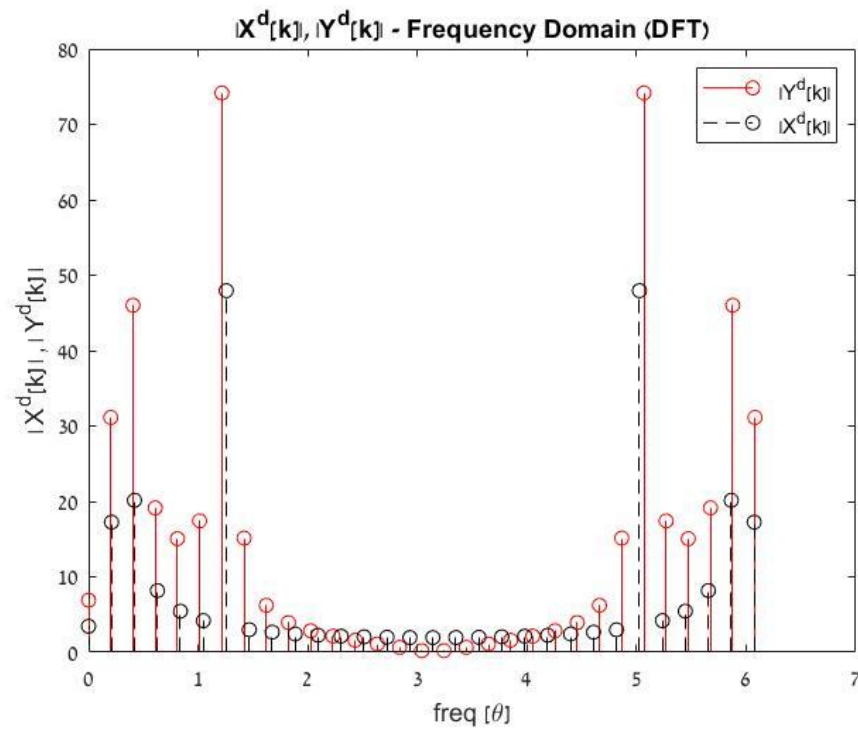 |X^d[k]|, |Y^d[k]| - Frequency Domain (DFT)
80
70
60
50
40
30
20
10
0
|X^d[k]|, |Y^d[k]|
|Y^d[k]|
|X^d[k]|
0 1 2 3 4 5 6 7
freq [θ]